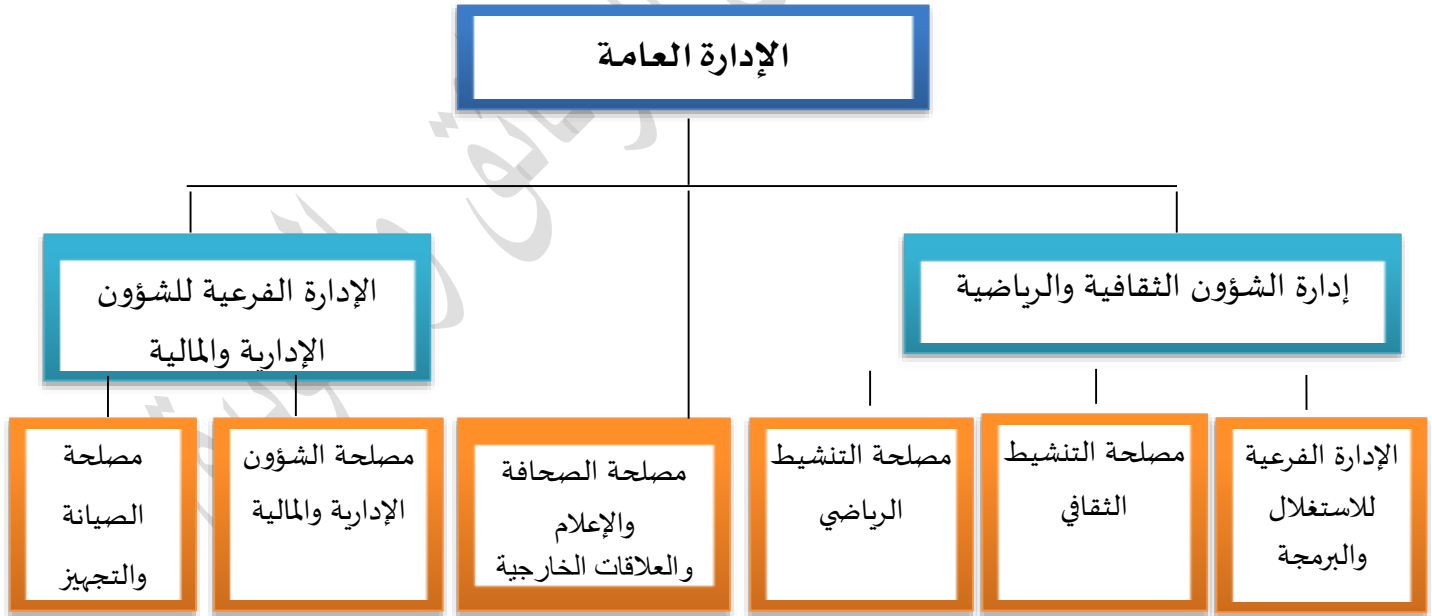 الإدارة العامة
إدارة الشؤون الثقافية والرياضية
الإدارة الفرعية للشؤون
الإدارية والمالية
الإدارة الفرعية
للاستغلال
والبرمجة
مصلحة التنشيط
الثقافي
مصلحة التنشيط
الرياضي
مصلحة الصحافة
والإعلام
والعلاقات الخارجية
مصلحة الشؤون
الإدارية والمالية
مصلحة
الصيانة
والتجهيز